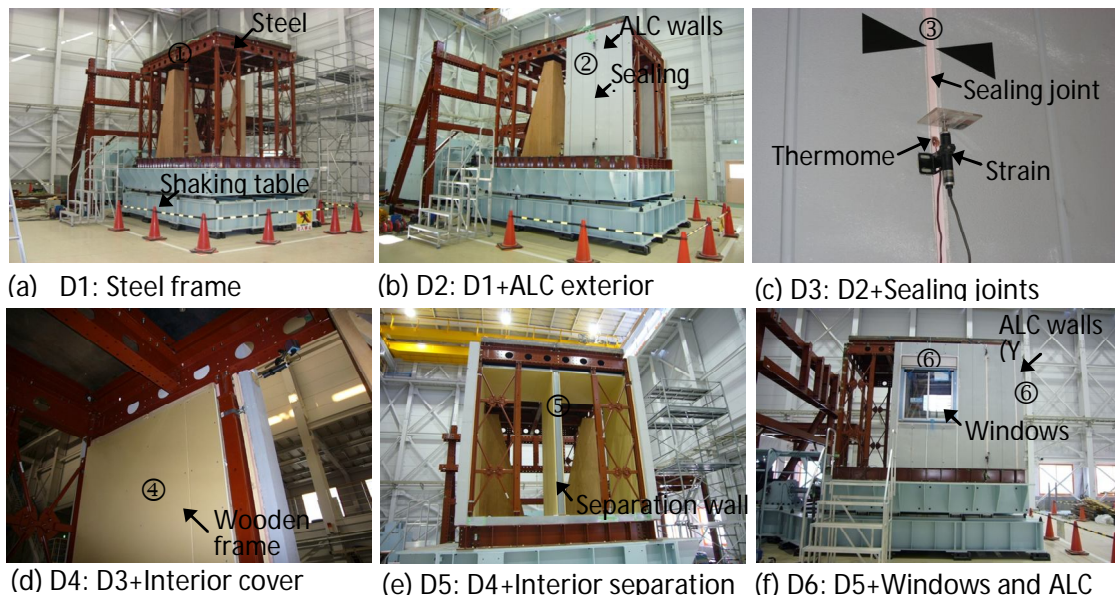 Steel
①
Shaking table
(a) D1: Steel frame
ALC walls
②
Sealing
(b) D2: D1+ALC exterior
③
Sealing joint
Thermome
Strain
(c) D3: D2+Sealing joints
④
Wooden
frame
(d) D4: D3+Interior cover
⑤
Separation wall
(e) D5: D4+Interior separation
ALC walls
(Y
⑥
⑥
Windows
(f) D6: D5+Windows and ALC